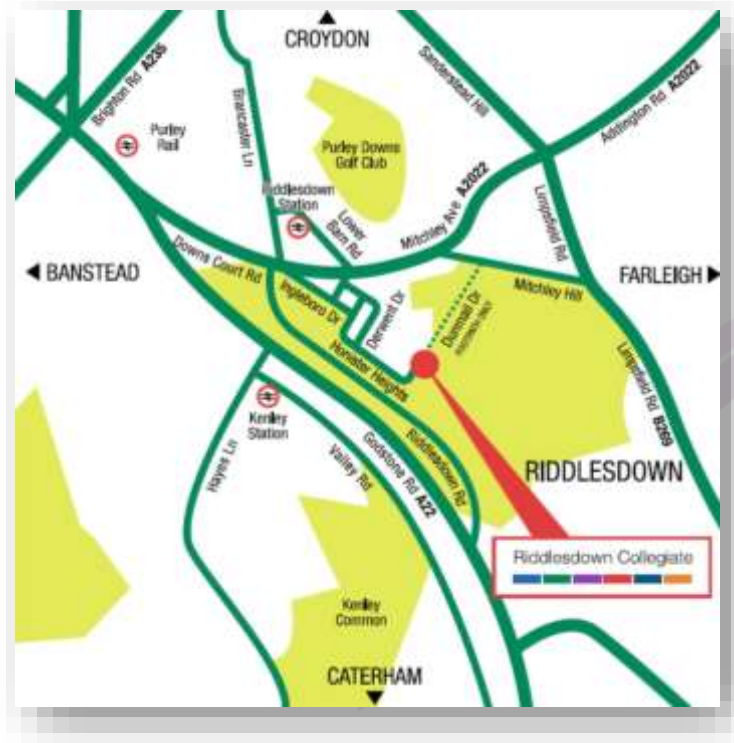 CROYDON
Brighton Rd A235
Purley
Rail
Brancaster Ln
Sanderstead Hill
Addington Rd A2022
Purley Downs
Golf Club
Riddlesdown
Station
Lower
Barn Rd
Mitchley Ave A2022
Limpsfield Rd
BANSTEAD
Downs Court Rd
Ingleboro Dr
Derwent Dr
Dunmail Dr
FOOTPATH ONLY
Mitchley Hill
FARLEIGH
Honister Heights
Limpsfield Rd B269
Kenley
Station
Hayes Ln
Valley Rd
Godstone Rd A22
Riddlesdown Rd
RIDDLESDOWN
Riddlesdown Collegiate
Kenley
Common
CATERHAM